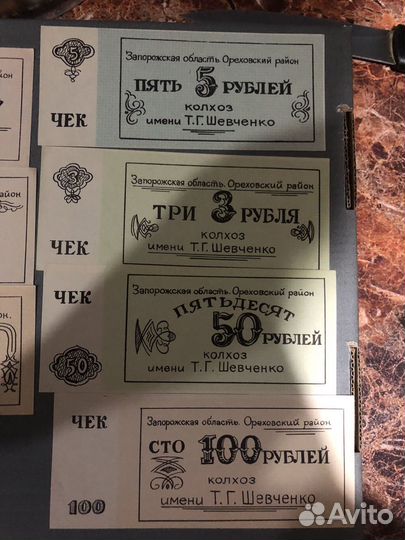 5
Запорожская область. Ореховский район
ПЯТЬ 5 РУБЛЕЙ
ЧЕК
колхоз
имени Т.Г. Шевченко
район
3
Запорожская область. Ореховский район
ТРИ 3 РУБЛЯ
ЧЕК
колхоз
имени Т.Г. Шевченко
район
ЧЕК
Запорожская область. Ореховский район
ПЯТЬДЕСЯТ
50 РУБЛЕЙ
50
колхоз
имени Т.Г. Шевченко
ЧЕК
Запорожская область. Ореховский район
СТО 100 РУБЛЕЙ
100
колхоз
имени Т.Г. Шевченко
Avito